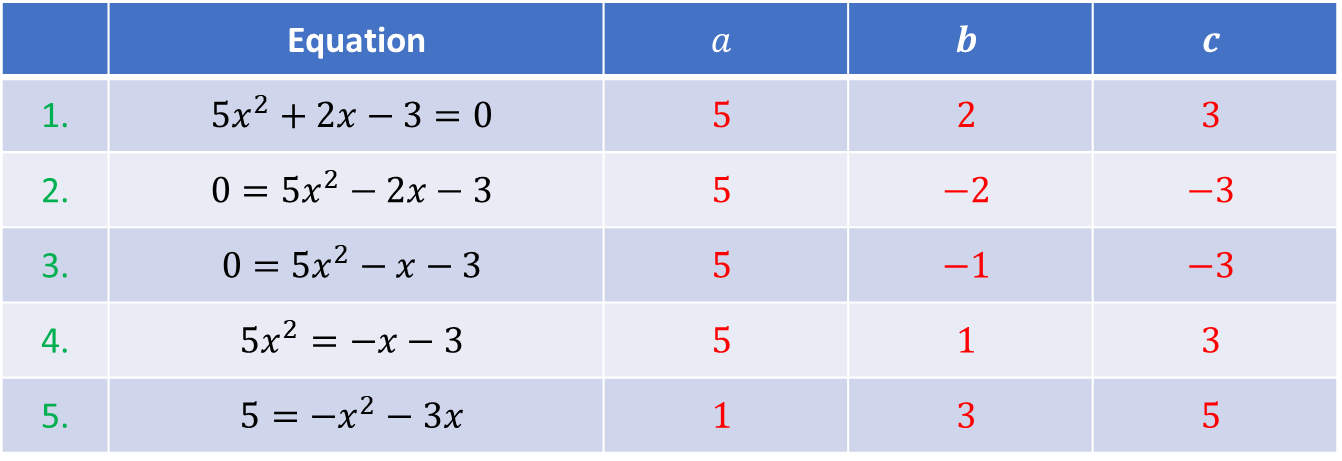 Equation a b c
1. 5x² + 2x − 3 = 0 5 2 3
2. 0 = 5x² − 2x − 3 5 −2 −3
3. 0 = 5x² − x − 3 5 −1 −3
4. 5x² = −x − 3 5 1 3
5. 5 = −x² − 3x 1 3 5